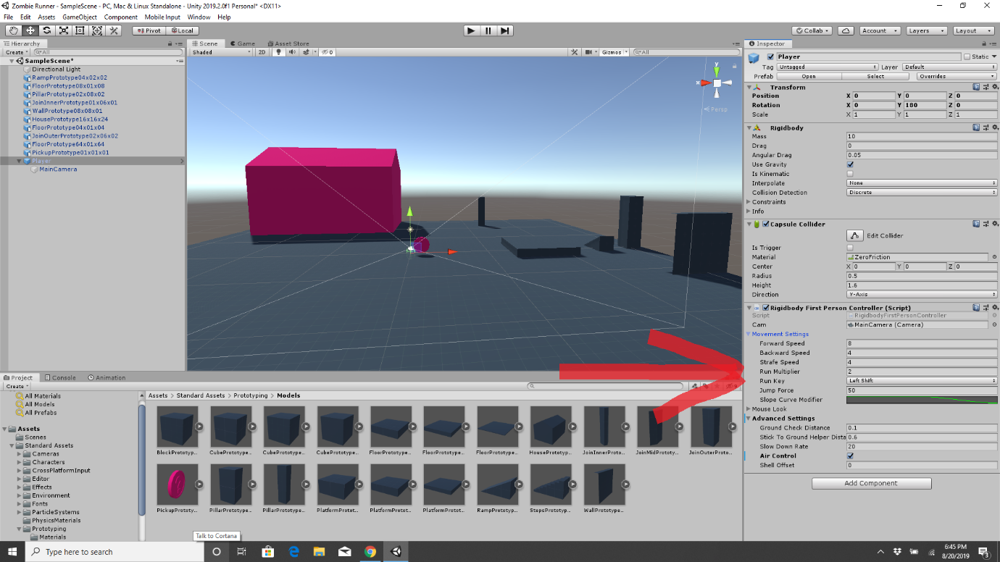 Zombie Runner - SampleScene - PC, Mac & Linux Standalone - Unity 2019.2.0f1 Personal* <DX11>
File Edit Assets GameObject Component Mobile Input Window Help
Pivot Local Collab Account Layers Layout
Hierarchy
Create All
SampleScene*
Directional Light
RampPrototype04x02x02
FloorPrototype08x01x08
PillarPrototype02x08x02
JoinInnerPrototype01x06x01
WallPrototype08x08x01
HousePrototype16x16x24
FloorPrototype04x01x04
JoinOuterPrototype02x06x02
FloorPrototype64x01x64
PickupPrototype01x01x01
Player
MainCamera
Scene Game Asset Store
Shaded 2D 0 Gizmos All
y
x
Persp
Inspector
Player Static
Tag Untagged Layer Default
Prefab Open Select Overrides
Transform
Position X 0 Y 0 Z 0
Rotation X 0 Y 180 Z 0
Scale X 1 Y 1 Z 1
Rigidbody
Mass 10
Drag 0
Angular Drag 0.05
Use Gravity
Is Kinematic
Interpolate None
Collision Detection Discrete
Constraints
Info
Capsule Collider
Edit Collider
Is Trigger
Material ZeroFriction
Center X 0 Y 0 Z 0
Radius 0.5
Height 1.6
Direction Y-Axis
Rigidbody First Person Controller (Script)
Script RigidbodyFirstPersonController
Cam MainCamera (Camera)
Movement Settings
Forward Speed 8
Backward Speed 4
Strafe Speed 4
Run Multiplier 2
Run Key Left Shift
Jump Force 50
Slope Curve Modifier
Mouse Look
Advanced Settings
Ground Check Distance 0.1
Stick To Ground Helper Dista 0.6
Slow Down Rate 20
Air Control
Shell Offset 0
Add Component
Project Console Animation
Create
All Materials
All Models
All Prefabs
Assets
Scenes
Standard Assets
Cameras
Characters
CrossPlatformInput
Editor
Effects
Environment
Fonts
ParticleSystems
PhysicsMaterials
Prototyping
Materials
Assets > Standard Assets > Prototyping > Models
BlockPrototyp... CubePrototyp... CubePrototyp... CubePrototyp... FloorPrototyp... FloorPrototyp... FloorPrototyp... HousePrototyp... JoinInnerProto... JoinMidPrototy... JoinOuterProto...
PickupPrototy... PillarPrototype... PillarPrototype... PlatformProtot... PlatformProtot... PlatformProtot... RampPrototyp... StepsPrototyp... WallPrototype...
Talk to Cortana
Type here to search
6:45 PM
8/20/2019
3